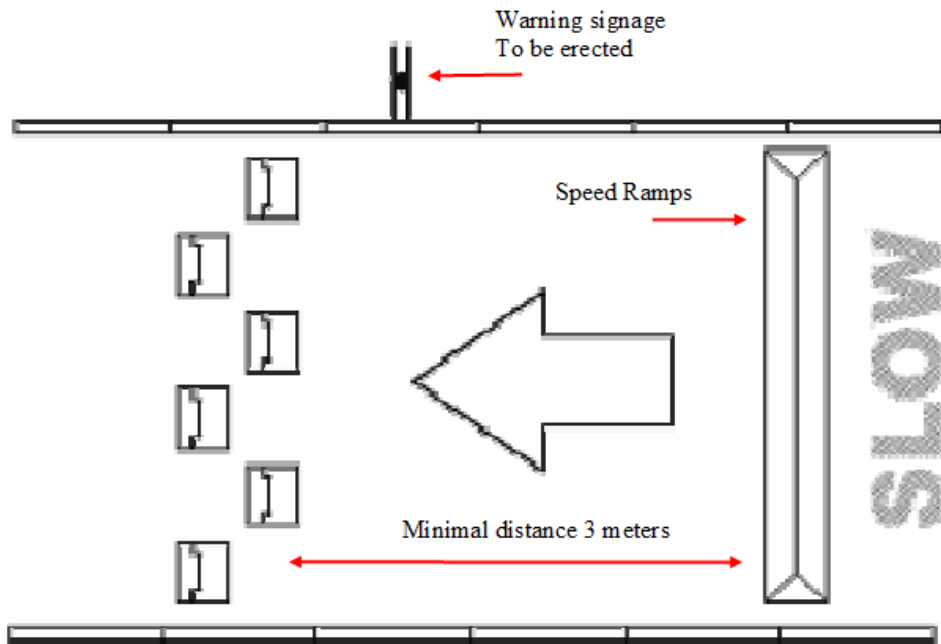 Warning signage
To be erected
Speed Ramps
SLOW
Minimal distance 3 meters